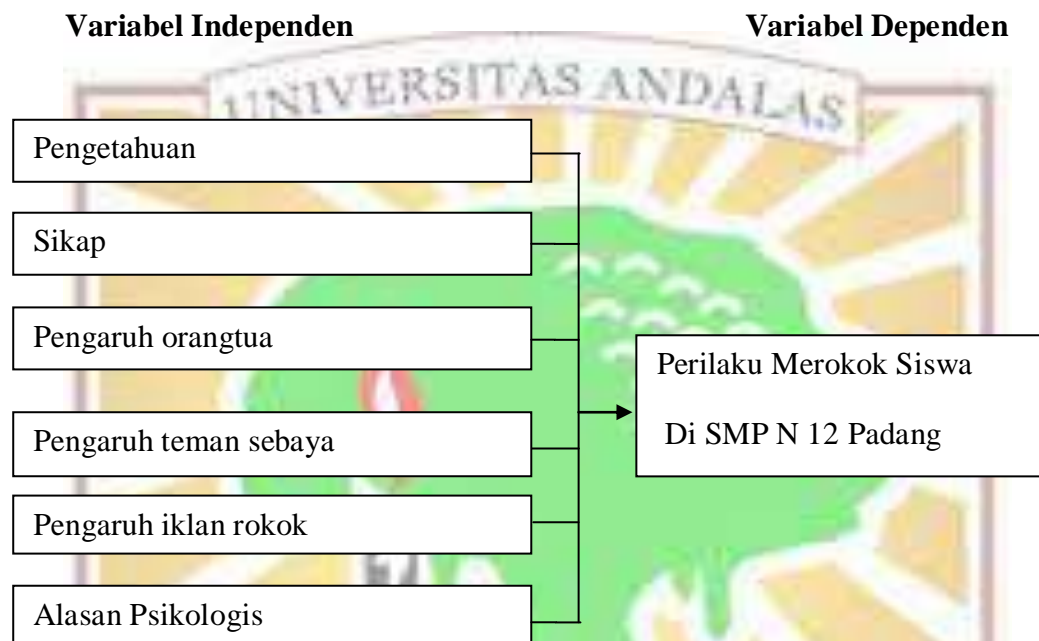 Variabel Independen
Variabel Dependen
UNIVERSITAS ANDALAS
Pengetahuan
Sikap
Pengaruh orangtua
Perilaku Merokok Siswa
Di SMP N 12 Padang
Pengaruh teman sebaya
Pengaruh iklan rokok
Alasan Psikologis